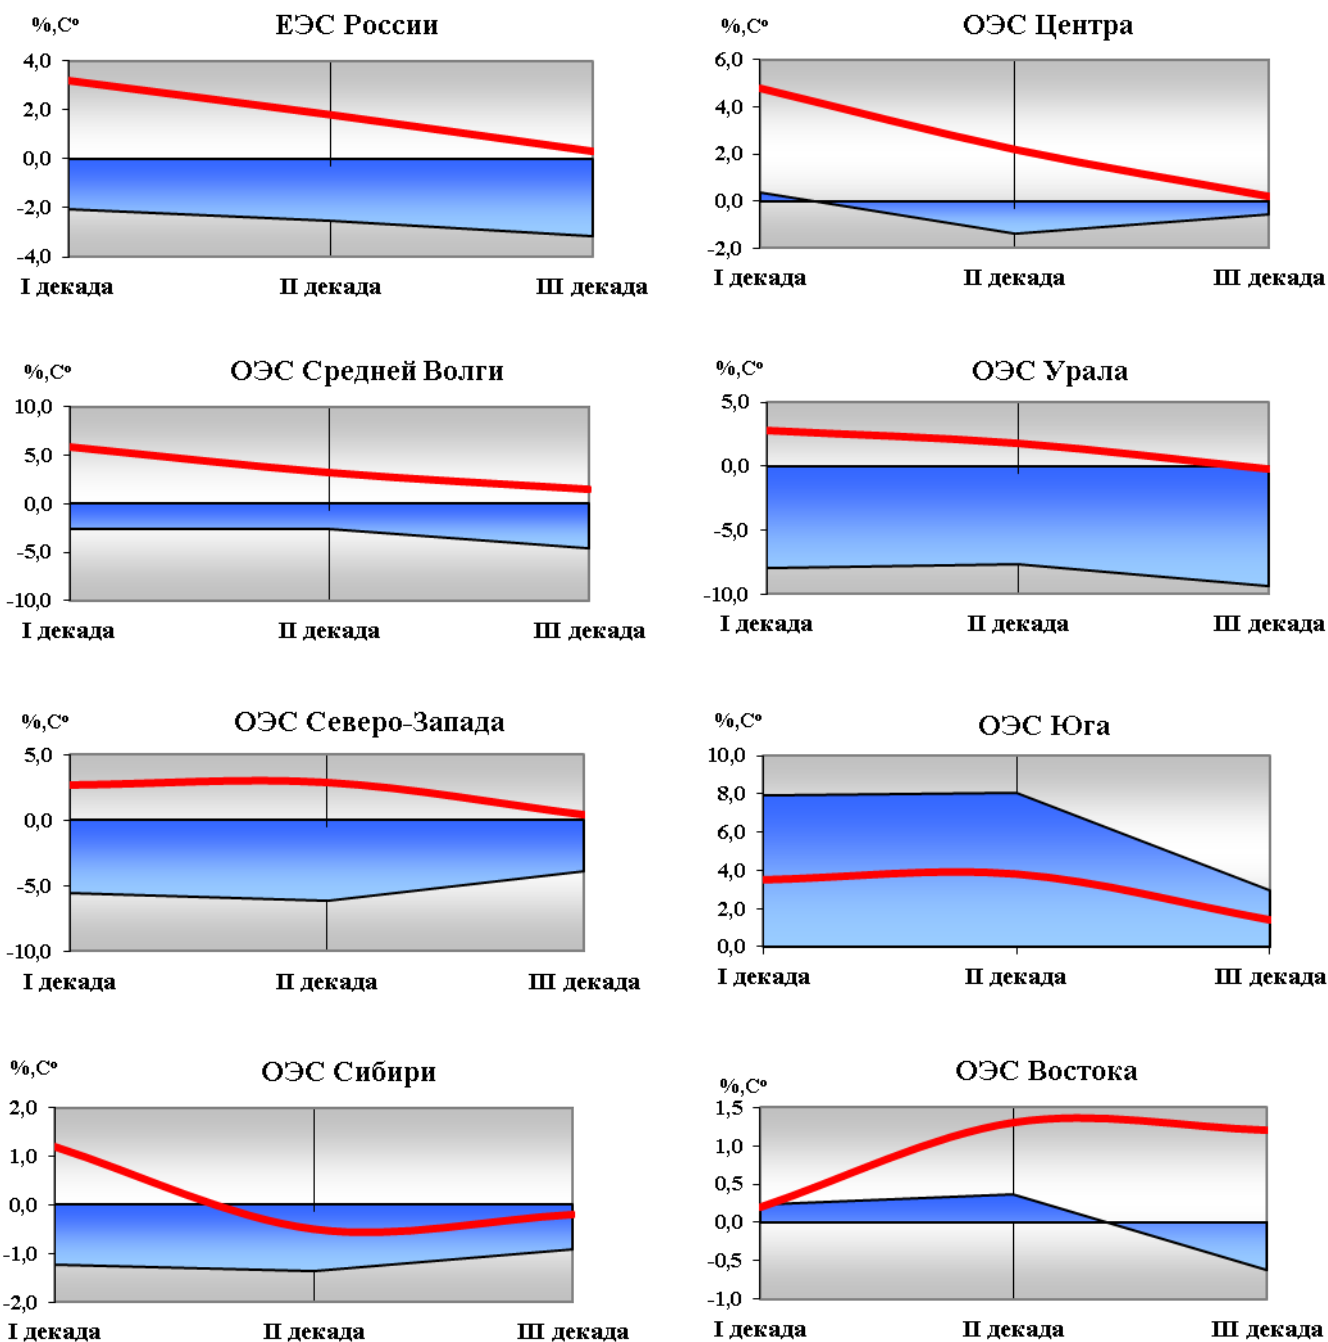 %,C°
ЕЭС России
4,0
2,0
0,0
-2,0
-4,0
I декада
II декада
III декада
%,C°
ОЭС Центра
6,0
4,0
2,0
0,0
-2,0
I декада
II декада
III декада
%,C°
ОЭС Средней Волги
10,0
5,0
0,0
-5,0
-10,0
I декада
II декада
III декада
%,C°
ОЭС Урала
5,0
0,0
-5,0
-10,0
I декада
II декада
III декада
%,C°
ОЭС Северо-Запада
5,0
0,0
-5,0
-10,0
I декада
II декада
III декада
%,C°
ОЭС Юга
10,0
8,0
6,0
4,0
2,0
0,0
I декада
II декада
III декада
%,C°
ОЭС Сибири
2,0
1,0
0,0
-1,0
-2,0
I декада
II декада
III декада
%,C°
ОЭС Востока
1,5
1,0
0,5
0,0
-0,5
-1,0
I декада
II декада
III декада